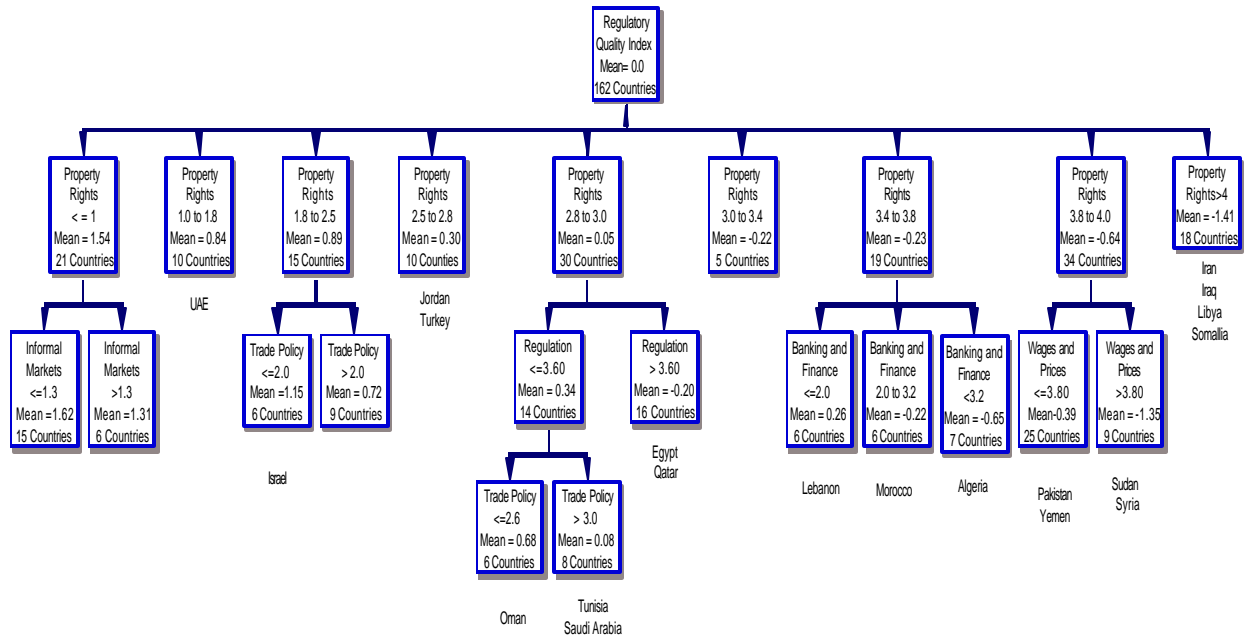 Regulatory
Quality Index
Mean= 0.0
162 Countries
Property
Rights
< = 1
Mean = 1.54
21 Countries
Property
Rights
1.0 to 1.8
Mean = 0.84
10 Countries
UAE
Property
Rights
1.8 to 2.5
Mean = 0.89
15 Countries
Property
Rights
2.5 to 2.8
Mean = 0.30
10 Counties
Jordan
Turkey
Property
Rights
2.8 to 3.0
Mean = 0.05
30 Countries
Property
Rights
3.0 to 3.4
Mean = -0.22
5 Countries
Property
Rights
3.4 to 3.8
Mean = -0.23
19 Countries
Property
Rights
3.8 to 4.0
Mean = -0.64
34 Countries
Property
Rights>4
Mean = -1.41
18 Countries
Iran
Iraq
Libya
Somallia
Informal
Markets
<=1.3
Mean =1.62
15 Countries
Informal
Markets
>1.3
Mean =1.31
6 Countries
Trade Policy
<=2.0
Mean =1.15
6 Countries
Trade Policy
> 2.0
Mean = 0.72
9 Countries
Israel
Regulation
<=3.60
Mean = 0.34
14 Countries
Regulation
> 3.60
Mean = -0.20
16 Countries
Egypt
Qatar
Banking and
Finance
<=2.0
Mean = 0.26
6 Countries
Lebanon
Banking and
Finance
2.0 to 3.2
Mean = -0.22
6 Countries
Morocco
Banking and
Finance
<3.2
Mean = -0.65
7 Countries
Algeria
Wages and
Prices
<=3.80
Mean-0.39
25 Countries
Pakistan
Yemen
Wages and
Prices
>3.80
Mean = -1.35
9 Countries
Sudan
Syria
Trade Policy
<=2.6
Mean = 0.68
6 Countries
Oman
Trade Policy
> 3.0
Mean = 0.08
8 Countries
Tunisia
Saudi Arabia